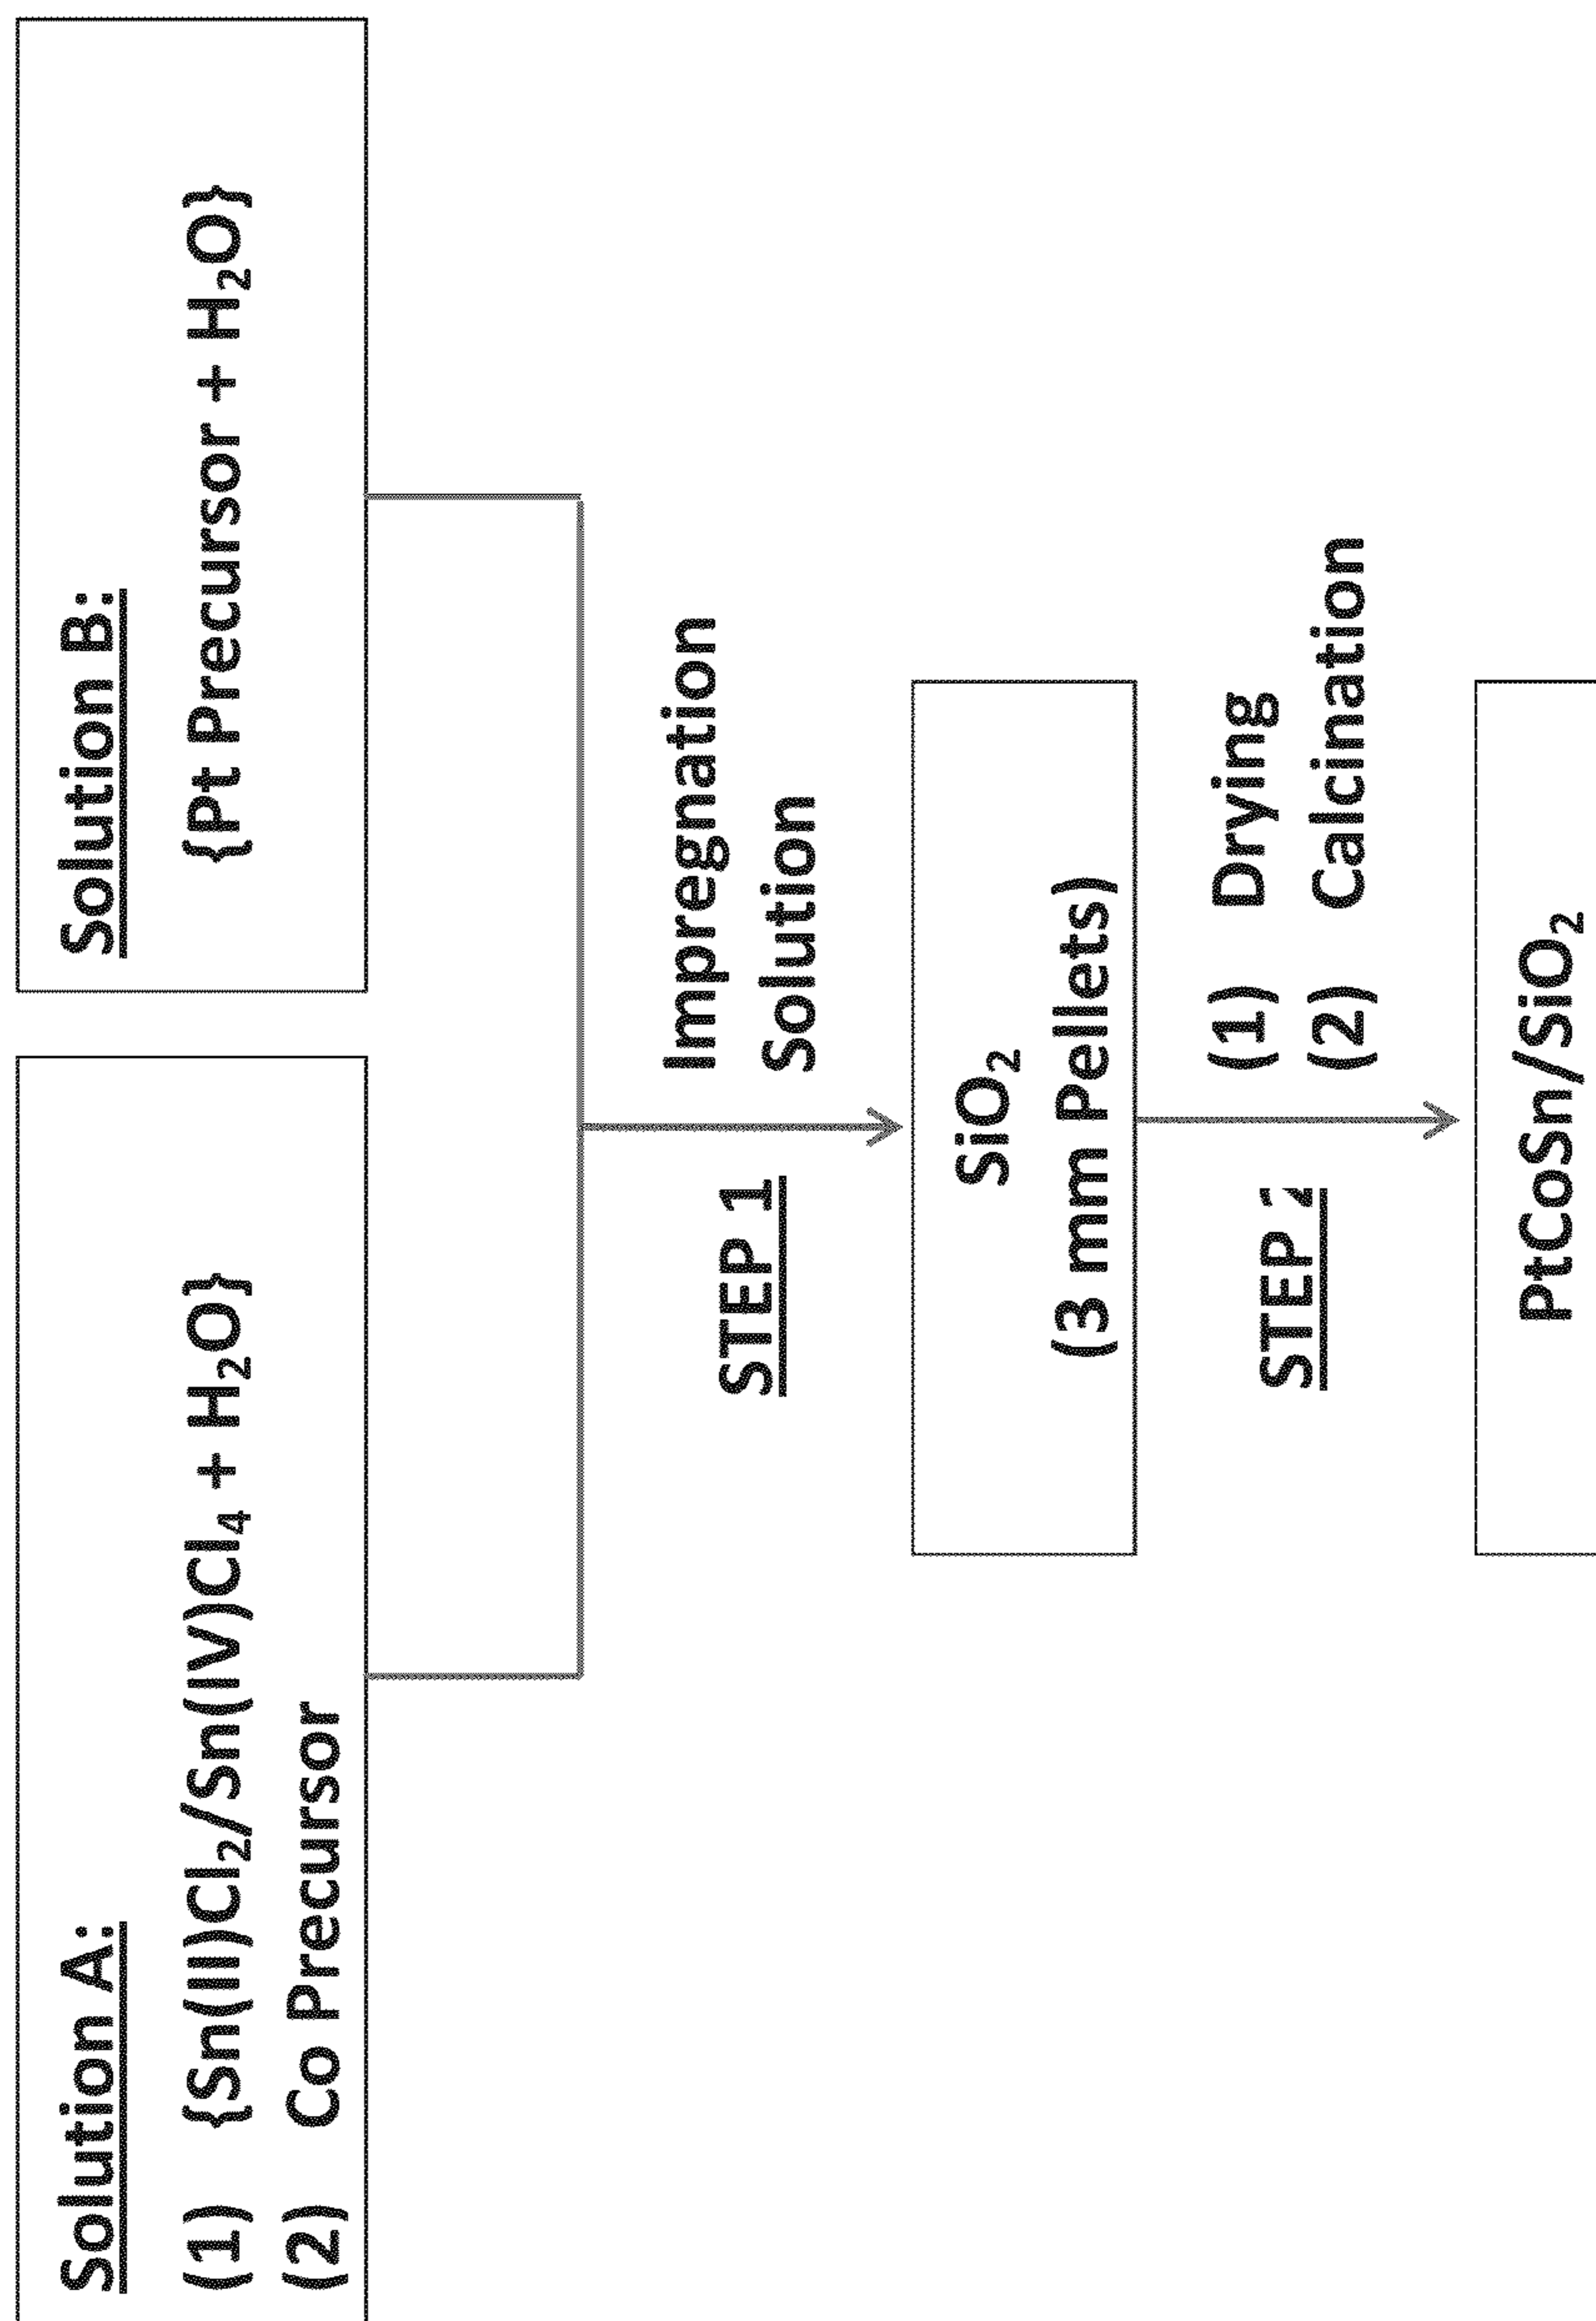 Solution A:
(1) {Sn(II)Cl₂/Sn(IV)Cl₄ + H₂O}
(2) Co Precursor
Solution B:
{Pt Precursor + H₂O}
STEP 1
Impregnation
Solution
SiO₂
(3 mm Pellets)
STEP 2
(1) Drying
(2) Calcination
PtCoSn/SiO₂